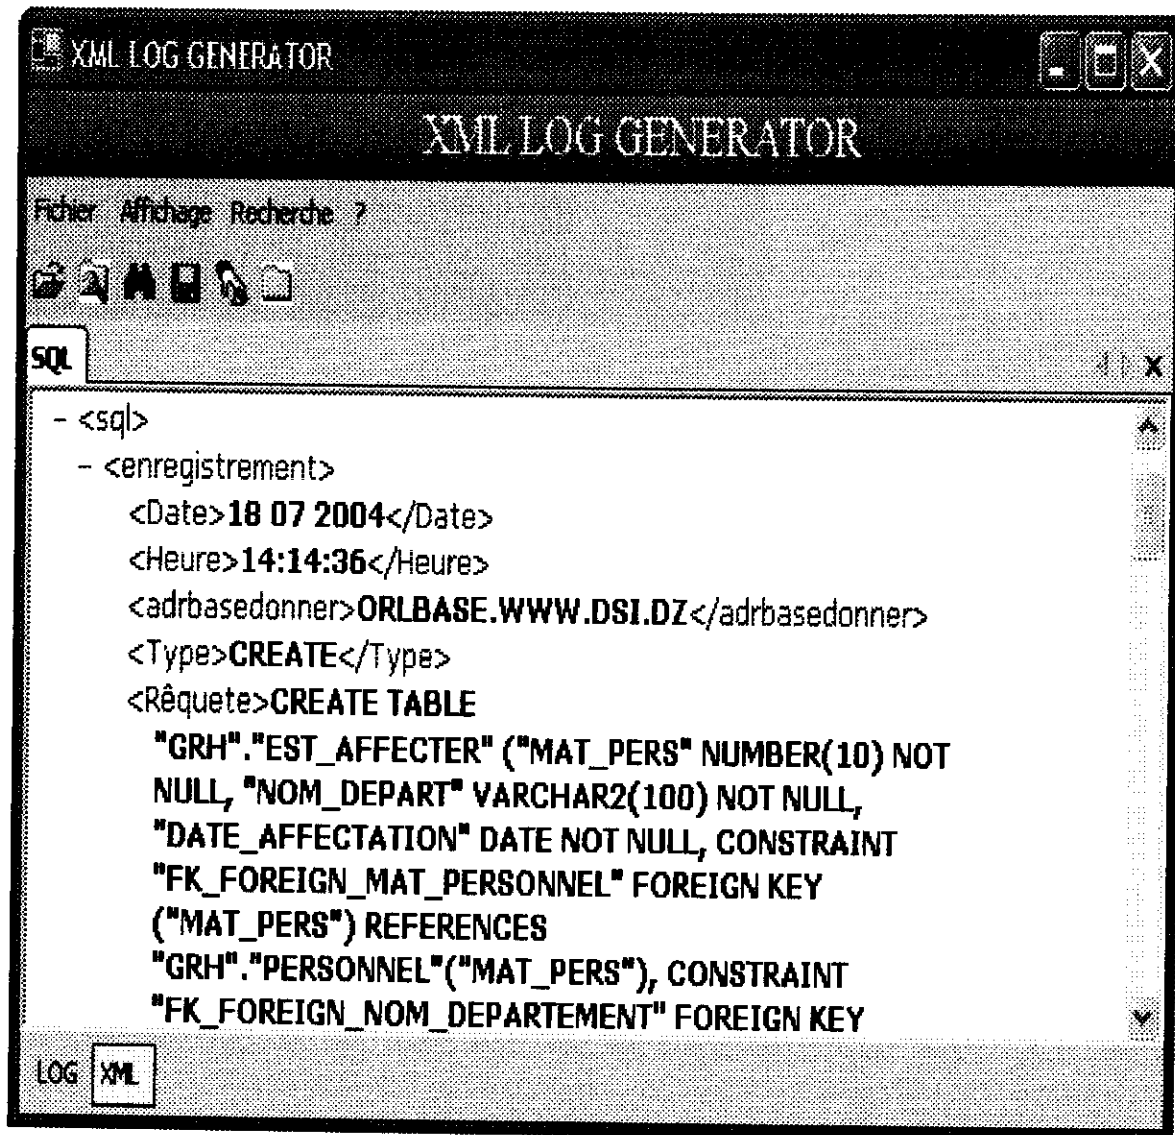 XML LOG GENERATOR
XML LOG GENERATOR
Fichier Affichage Recherche ?
SQL
- <sql>
- <enregistrement>
<Date>18 07 2004</Date>
<Heure>14:14:36</Heure>
<adrbasedonner>ORLBASE.WWW.DSI.DZ</adrbasedonner>
<Type>CREATE</Type>
<Rêquete>CREATE TABLE
"GRH"."EST_AFFECTER" ("MAT_PERS" NUMBER(10) NOT
NULL, "NOM_DEPART" VARCHAR2(100) NOT NULL,
"DATE_AFFECTATION" DATE NOT NULL, CONSTRAINT
"FK_FOREIGN_MAT_PERSONNEL" FOREIGN KEY
("MAT_PERS") REFERENCES
"GRH"."PERSONNEL"("MAT_PERS"), CONSTRAINT
"FK_FOREIGN_NOM_DEPARTEMENT" FOREIGN KEY
LOG XML